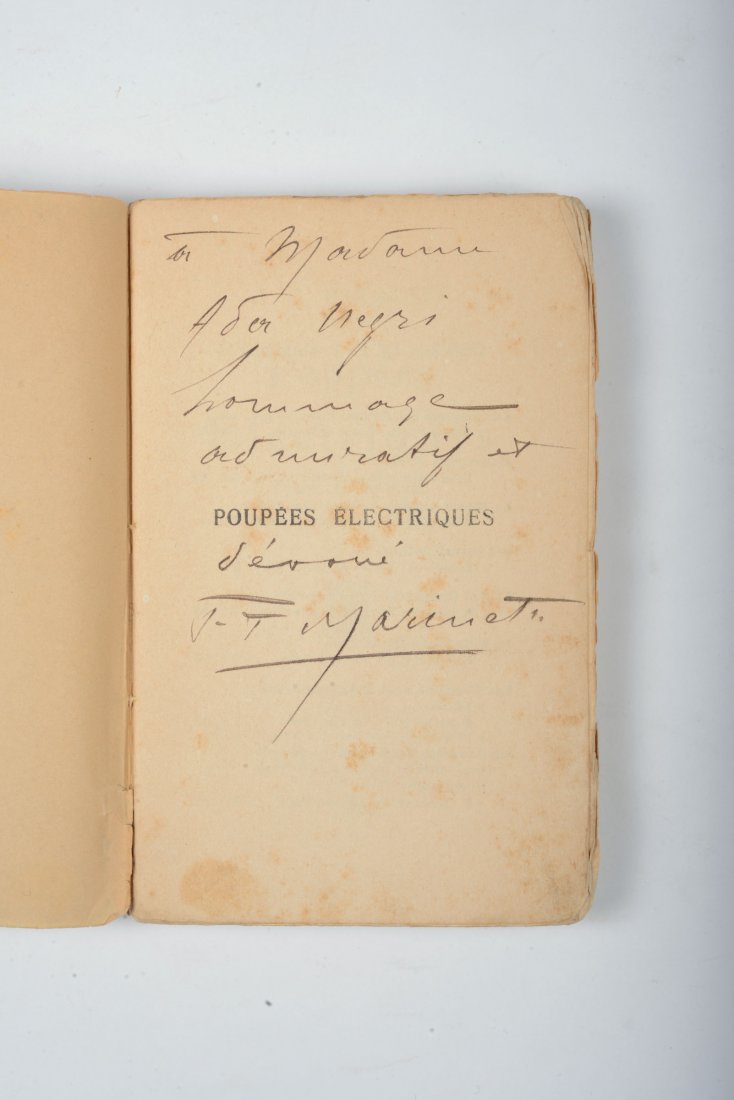 à Madame
Ada Negri
hommage
admiratif et
POUPÉES ÉLECTRIQUES
dévoué
F. T. Marinetti